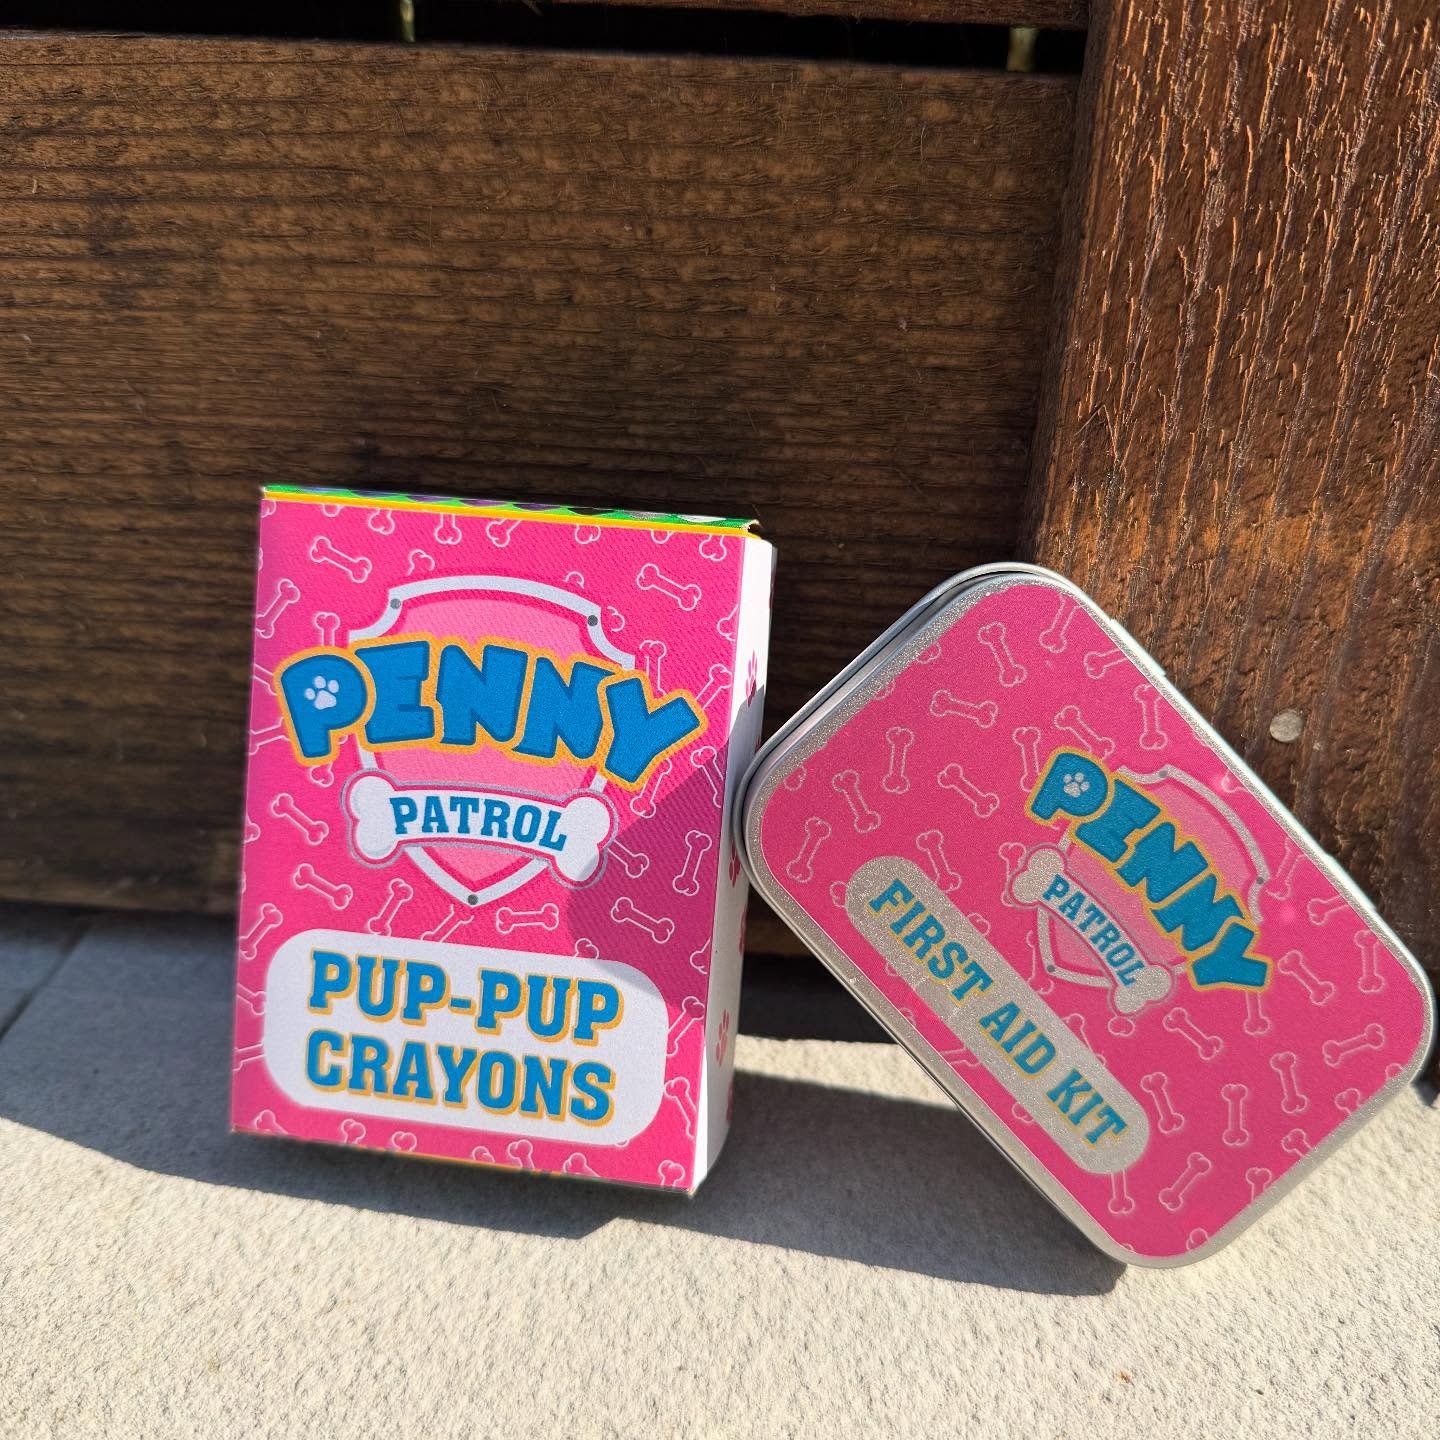 PENNY
PATROL
PUP-PUP
CRAYONS
PENNY
PATROL
FIRST AID KIT